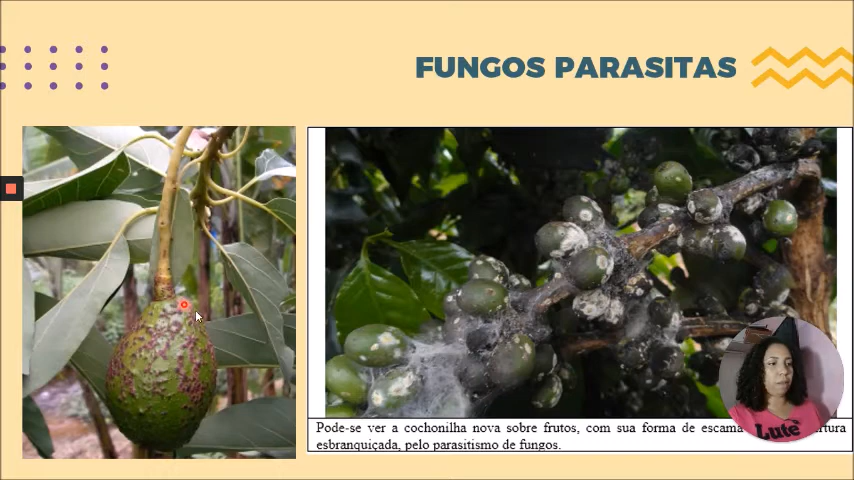 FUNGOS PARASITAS
Pode-se ver a cochonilha nova sobre frutos, com sua forma de escama
esbranquiçada, pelo parasitismo de fungos.
Lute